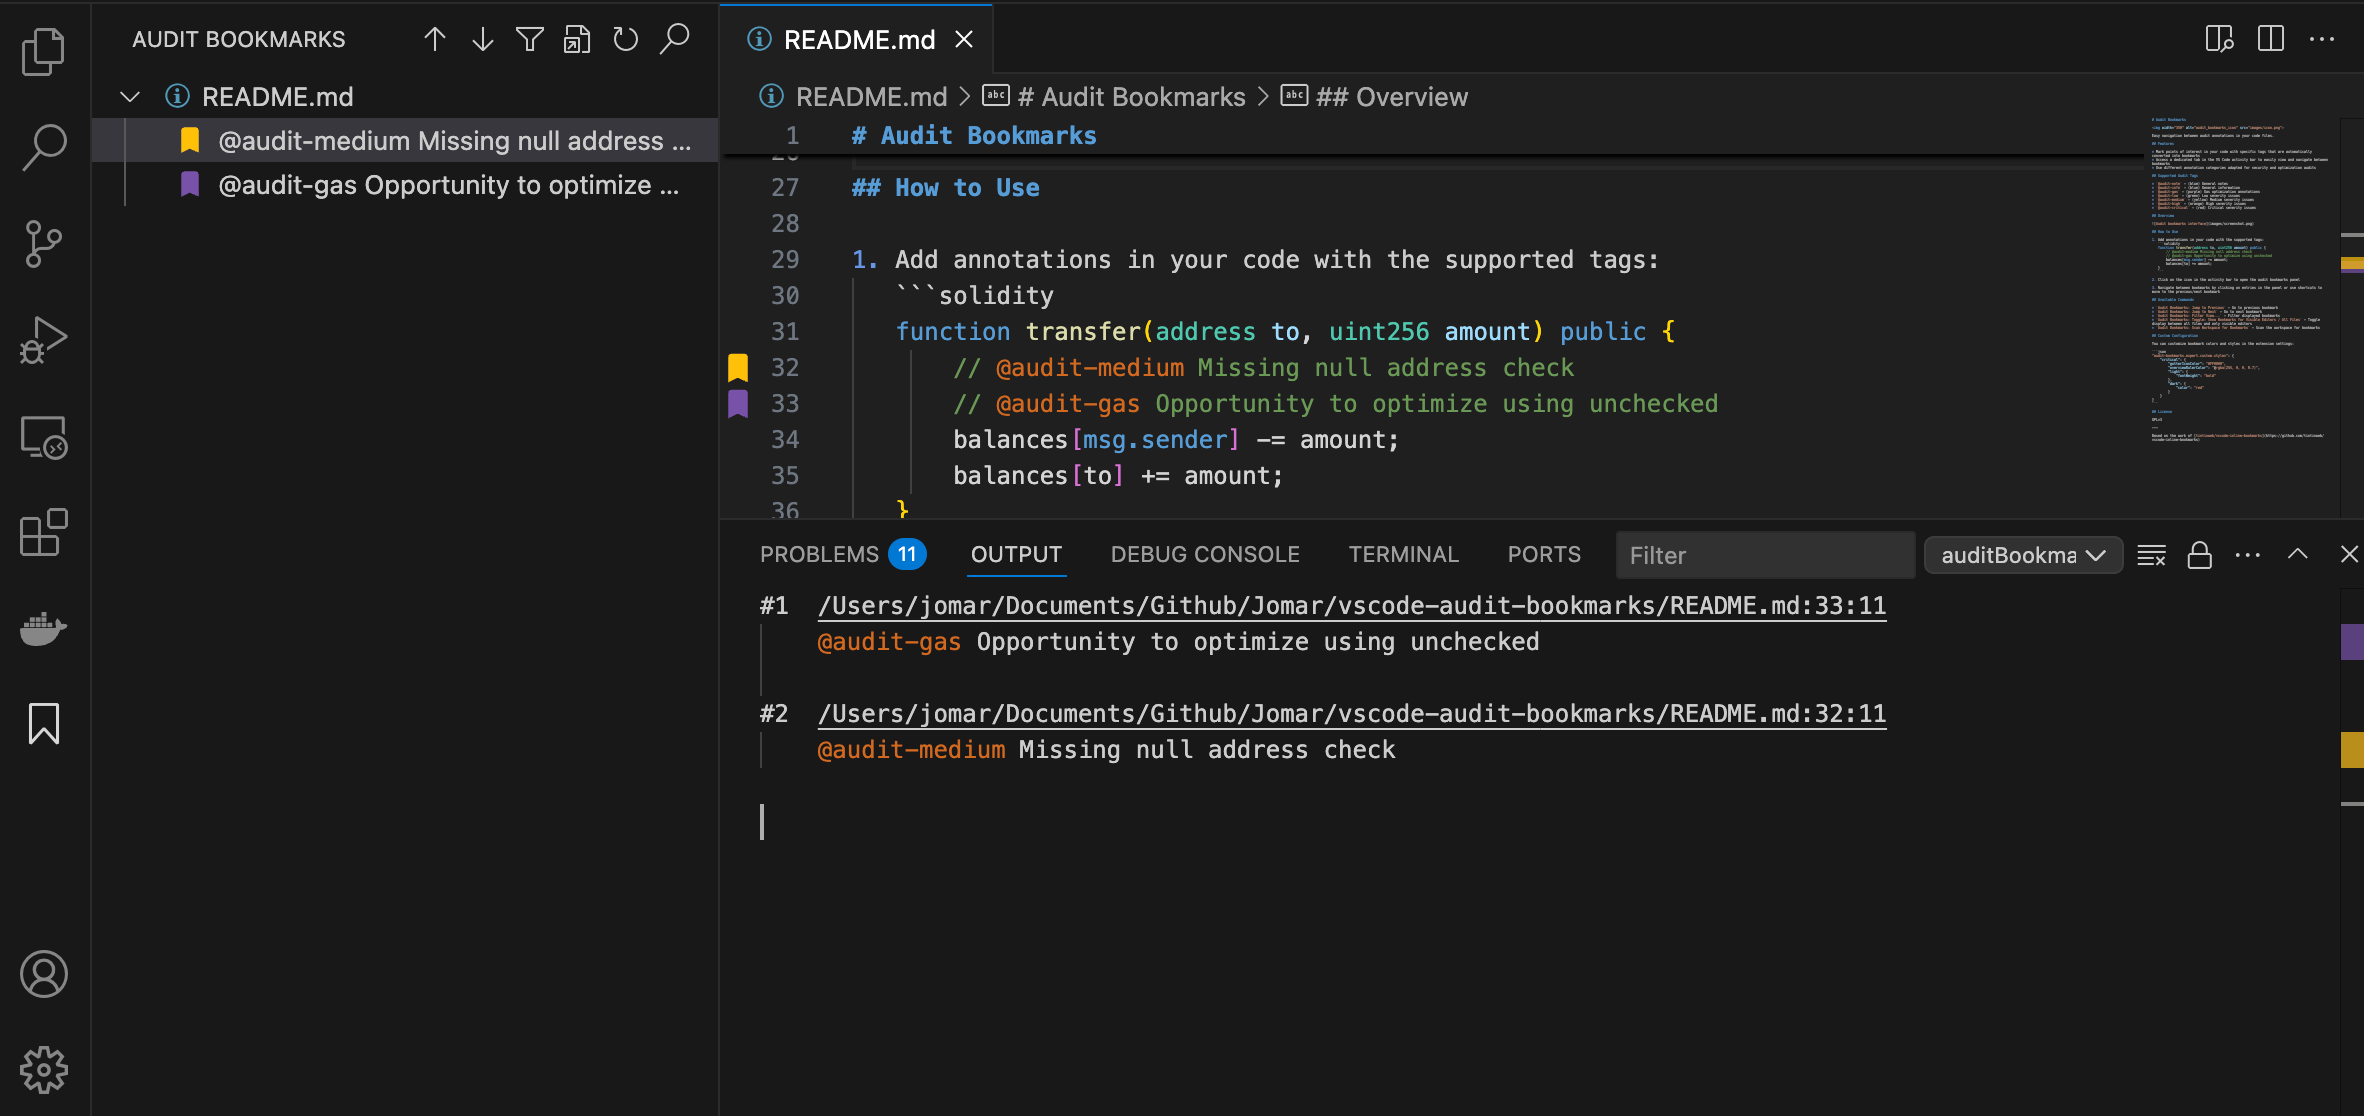 AUDIT BOOKMARKS
README.md
@audit-medium Missing null address ...
@audit-gas Opportunity to optimize ...
README.md
README.md > # Audit Bookmarks > ## Overview
1 # Audit Bookmarks
27 ## How to Use
28
29 1. Add annotations in your code with the supported tags:
30 ```solidity
31 function transfer(address to, uint256 amount) public {
32 // @audit-medium Missing null address check
33 // @audit-gas Opportunity to optimize using unchecked
34 balances[msg.sender] -= amount;
35 balances[to] += amount;
36 }
PROBLEMS 11 OUTPUT DEBUG CONSOLE TERMINAL PORTS Filter auditBookma
#1 /Users/jomar/Documents/Github/Jomar/vscode-audit-bookmarks/README.md:33:11
@audit-gas Opportunity to optimize using unchecked
#2 /Users/jomar/Documents/Github/Jomar/vscode-audit-bookmarks/README.md:32:11
@audit-medium Missing null address check